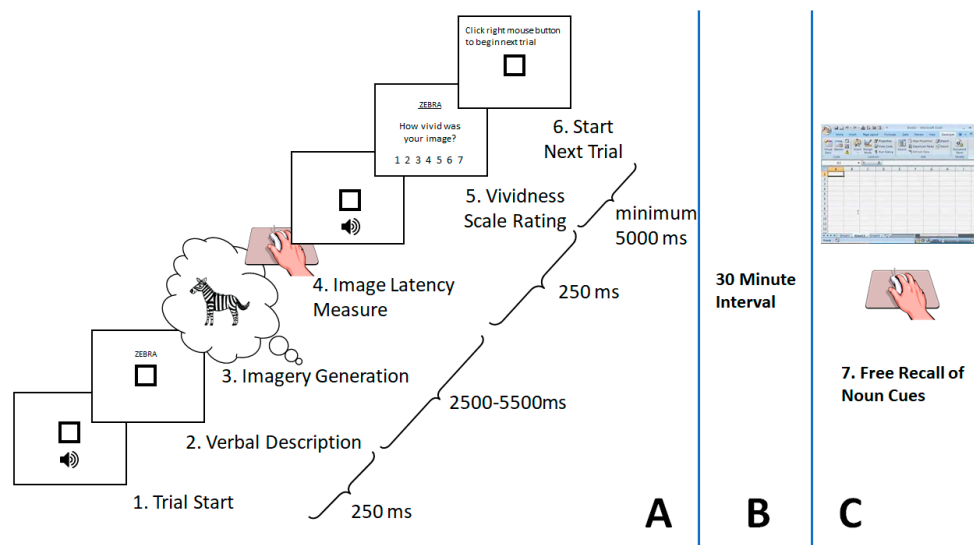 Click right mouse button
to begin next trial
ZEBRA
How vivid was
your image?
1 2 3 4 5 6 7
6. Start
Next Trial
5. Vividness
Scale Rating
minimum
5000 ms
4. Image Latency
Measure
250 ms
ZEBRA
3. Imagery Generation
2500-5500ms
2. Verbal Description
1. Trial Start
250 ms
A
30 Minute
Interval
B
7. Free Recall of
Noun Cues
C